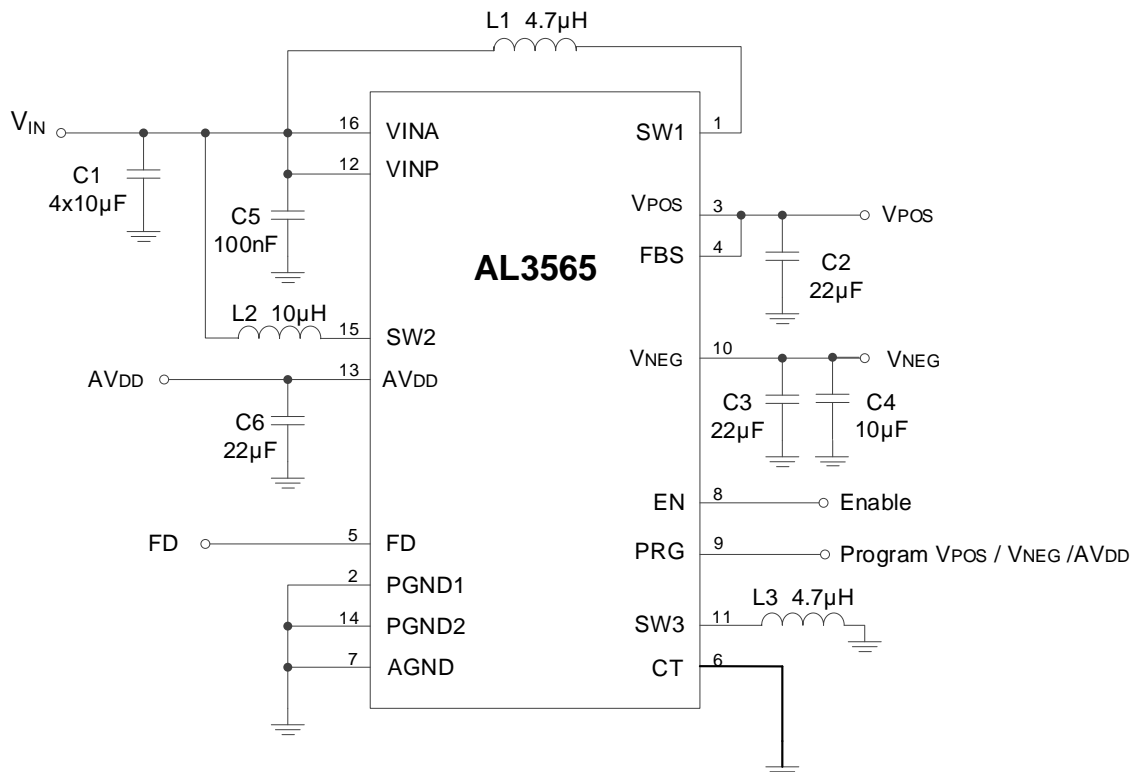 L1 4.7µH
VIN
16 VINA
SW1 1
12 VINP
C1
4x10µF
C5
100nF
VPOS 3 VPOS
FBS 4
AL3565
C2
22µF
L2 10µH
15 SW2
VNEG 10 VNEG
AVDD 13 AVDD
C3
22µF
C4
10µF
C6
22µF
EN 8 Enable
FD 5 FD
PRG 9 Program VPOS / VNEG /AVDD
2 PGND1
L3 4.7µH
14 PGND2
SW3 11
7 AGND
CT 6